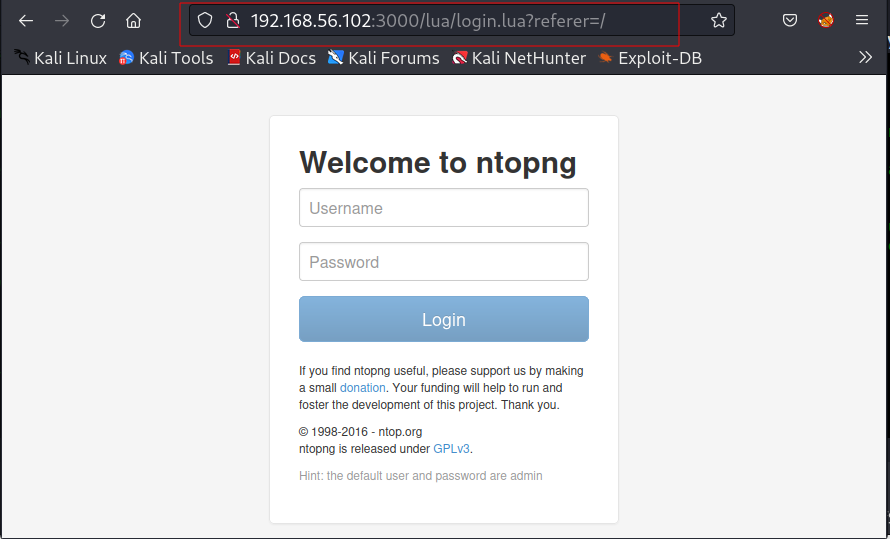 192.168.56.102:3000/lua/login.lua?referer=/
Kali Linux Kali Tools Kali Docs Kali Forums Kali NetHunter Exploit-DB
Welcome to ntopng
Username
Password
Login
If you find ntopng useful, please support us by making
a small donation. Your funding will help to run and
foster the development of this project. Thank you.
© 1998-2016 - ntop.org
ntopng is released under GPLv3.
Hint: the default user and password are admin